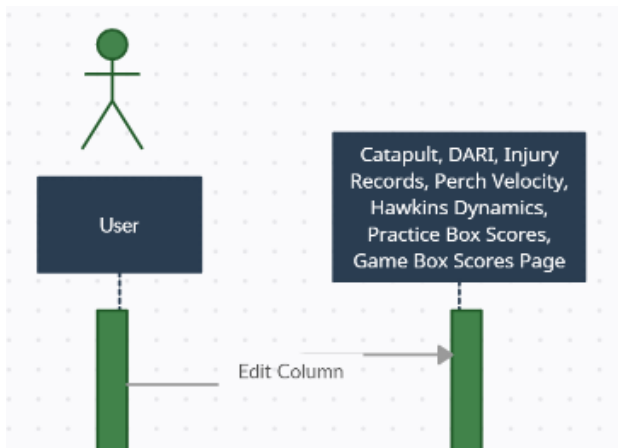 User
Catapult, DARI, Injury
Records, Perch Velocity,
Hawkins Dynamics,
Practice Box Scores,
Game Box Scores Page
Edit Column